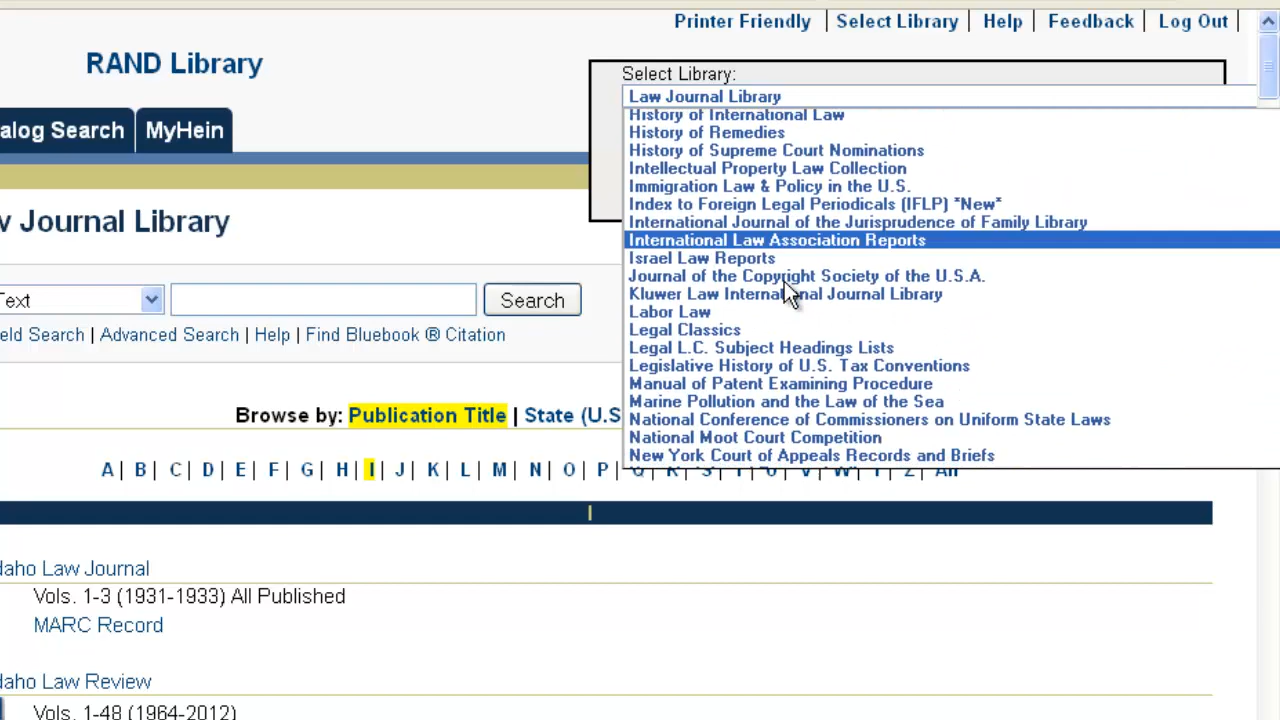 Printer Friendly | Select Library | Help | Feedback | Log Out |
RAND Library
Select Library:
Law Journal Library
alog Search
MyHein
History of International Law
History of Remedies
History of Supreme Court Nominations
Intellectual Property Law Collection
Immigration Law & Policy in the U.S.
Index to Foreign Legal Periodicals (IFLP) *New*
International Journal of the Jurisprudence of Family Library
International Law Association Reports
Israel Law Reports
Journal of the Copyright Society of the U.S.A.
Kluwer Law International Journal Library
Labor Law
Legal Classics
Legal L.C. Subject Headings Lists
Legislative History of U.S. Tax Conventions
Manual of Patent Examining Procedure
Marine Pollution and the Law of the Sea
National Conference of Commissioners on Uniform State Laws
National Moot Court Competition
New York Court of Appeals Records and Briefs
v Journal Library
Text
Search
eld Search | Advanced Search | Help | Find Bluebook ® Citation
Browse by: Publication Title | State (U.S
A | B | C | D | E | F | G | H | I | J | K | L | M | N | O | P |
daho Law Journal
Vols. 1-3 (1931-1933) All Published
MARC Record
daho Law Review
Vols. 1-48 (1964-2012)